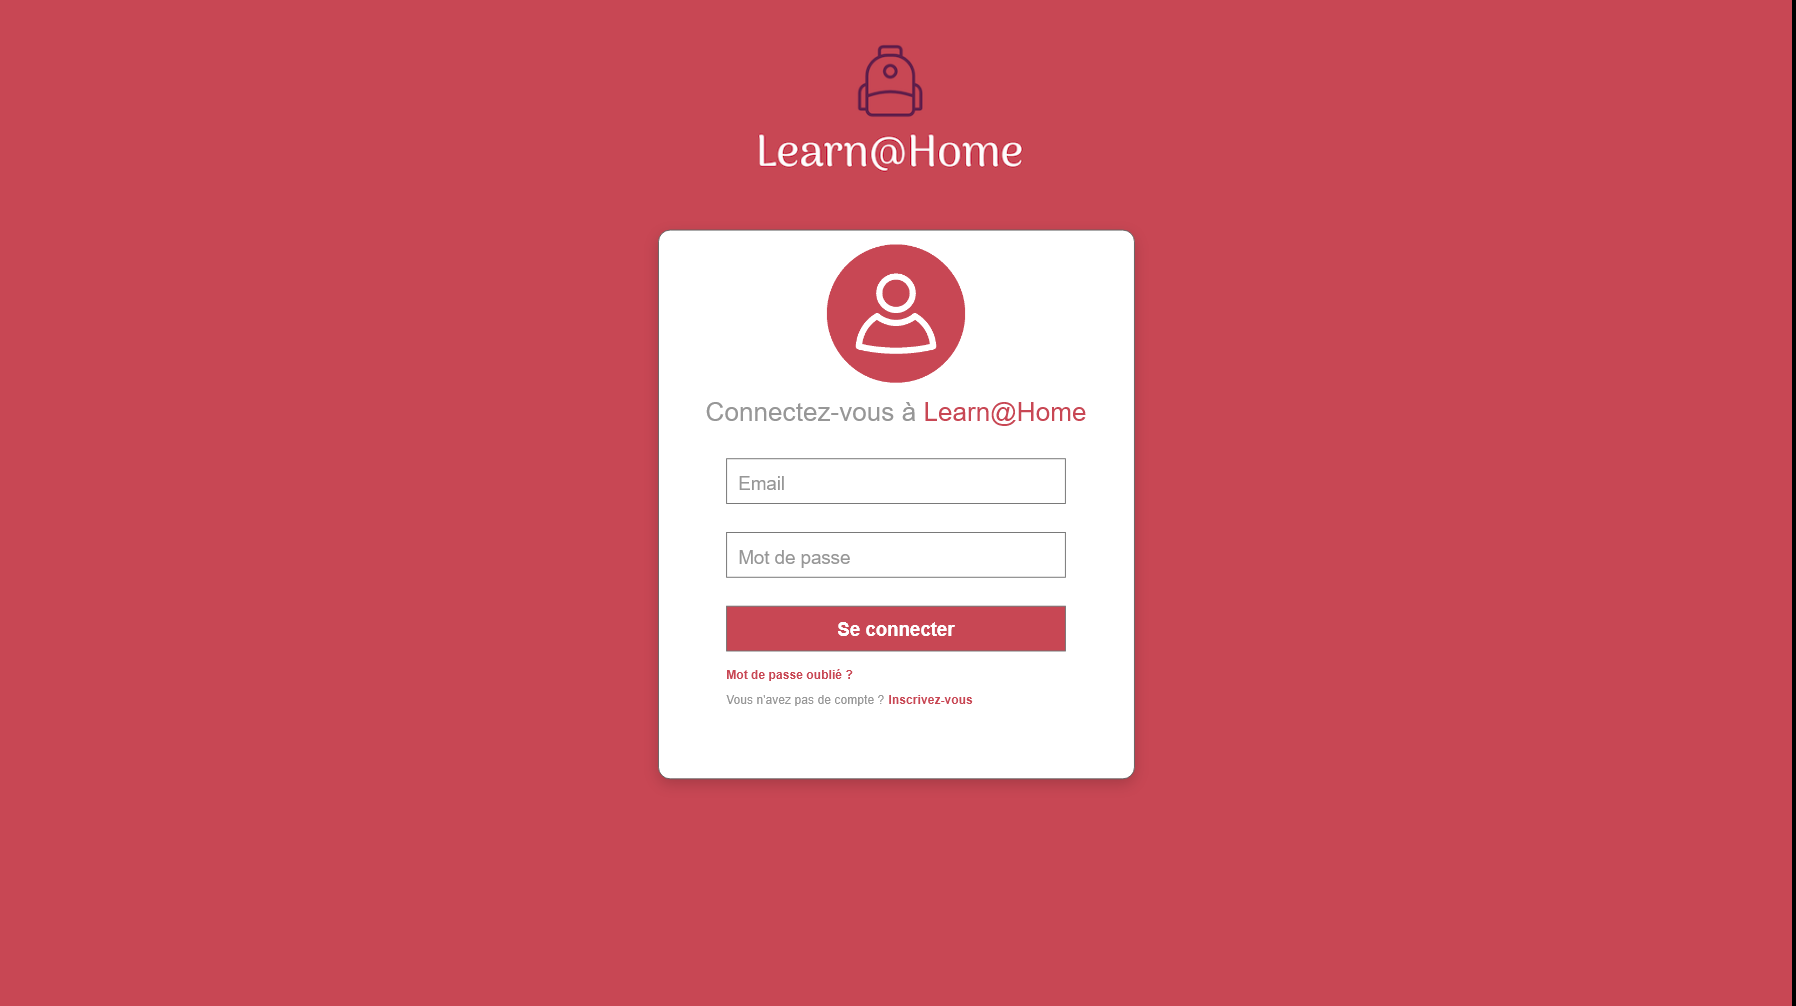 Learn@Home
Connectez-vous à Learn@Home
Email
Mot de passe
Se connecter
Mot de passe oublié ?
Vous n'avez pas de compte ? Inscrivez-vous